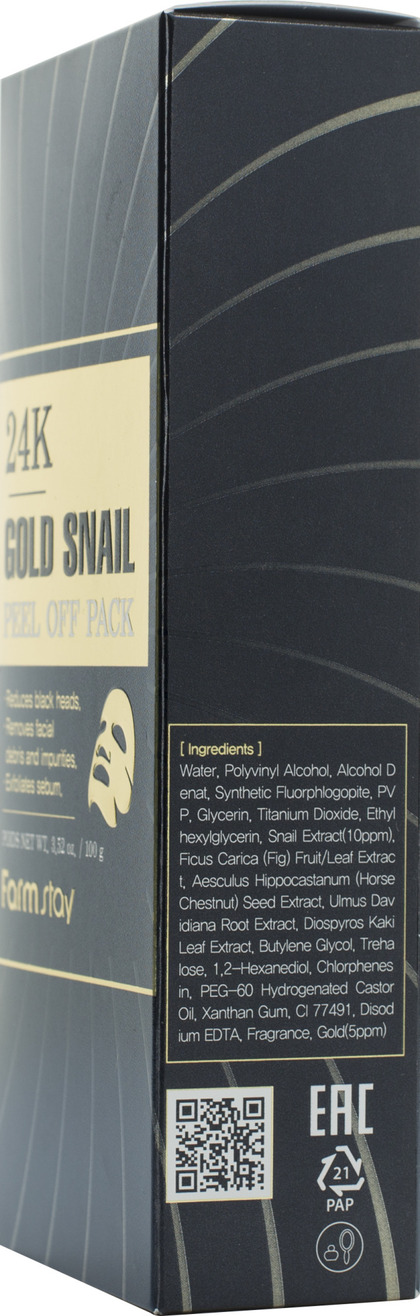 24K
GOLD SNAIL
PEEL OFF PACK
Reduces black heads,
Removes facial
debris and impurities,
Exfoliates sebum.
POIDS NET WT, 3,52 oz, / 100 g
Farmstay
[ Ingredients ]
Water, Polyvinyl Alcohol, Alcohol D
enat, Synthetic Fluorphlogopite, PV
P, Glycerin, Titanium Dioxide, Ethyl
hexylglycerin, Snail Extract(10ppm),
Ficus Carica (Fig) Fruit/Leaf Extrac
t, Aesculus Hippocastanum (Horse
Chestnut) Seed Extract, Ulmus Dav
idiana Root Extract, Diospyros Kaki
Leaf Extract, Butylene Glycol, Treha
lose, 1,2-Hexanediol, Chlorphenes
in, PEG-60 Hydrogenated Castor
Oil, Xanthan Gum, CI 77491, Disod
ium EDTA, Fragrance, Gold(5ppm)
EAC
21
PAP